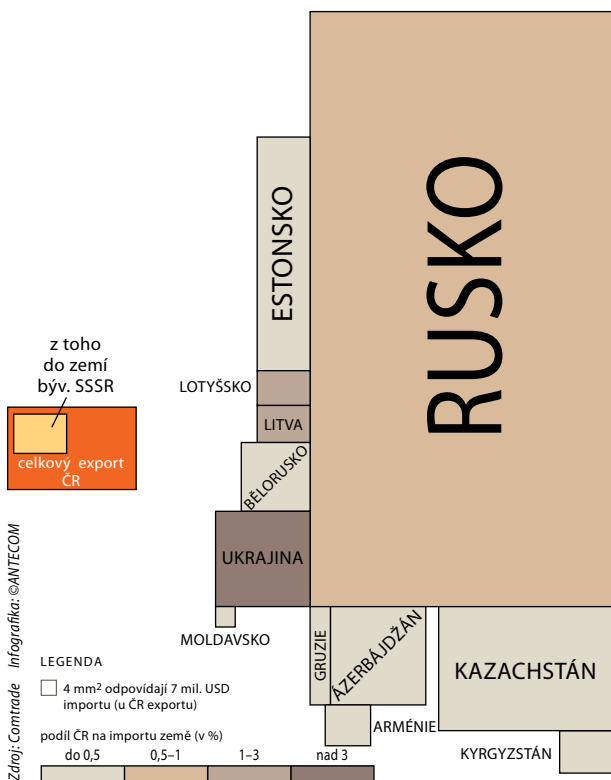 RUSKO
ESTONSKO
z toho
do zemí
býv. SSSR
LOTYŠSKO
LITVA
celkový export
ČR
BĚLORUSKO
UKRAJINA
MOLDAVSKO
GRUZIE
ÁZERBÁJDŽÁN
KAZACHSTÁN
ARMÉNIE
KYRGYZSTÁN
LEGENDA
4 mm² odpovídají 7 mil. USD
importu (u ČR exportu)
podíl ČR na importu země (v %)
do 0,5 0,5–1 1–3 nad 3
Zdroj: Comtrade Infografika: ©ANTECOM